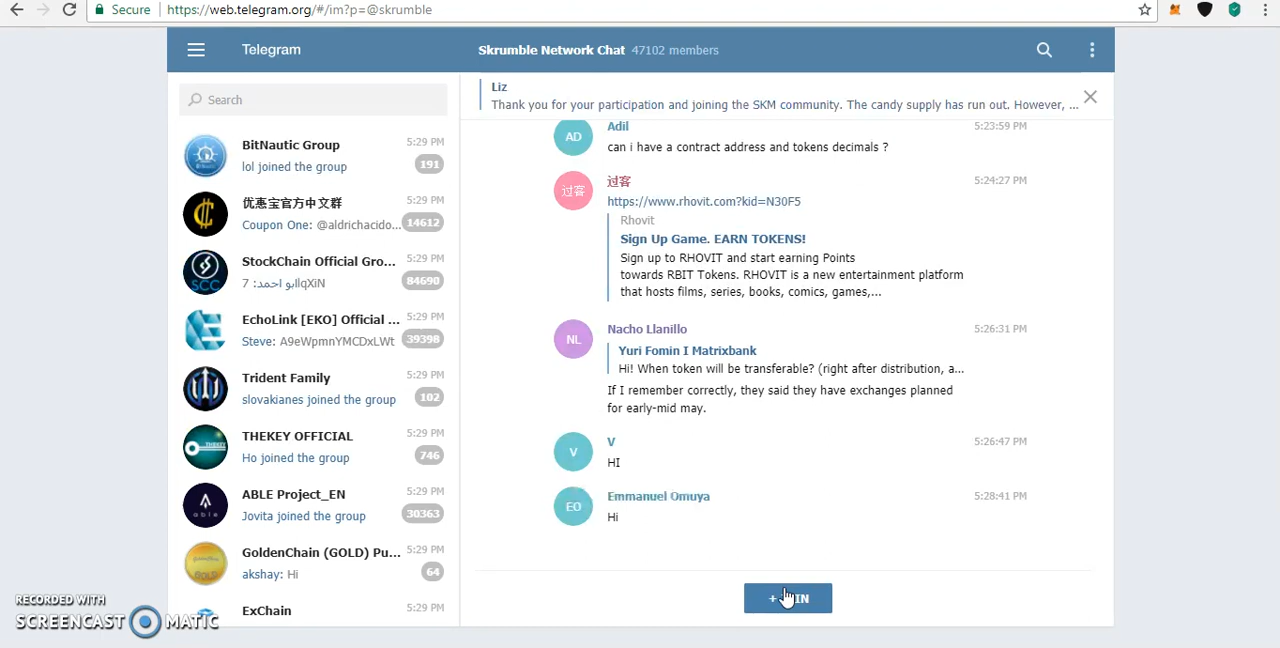 Secure https://web.telegram.org/#/im?p=@skrumble
Telegram
Skrumble Network Chat 47102 members
Search
BitNautic Group 5:29 PM
lol joined the group 191
优惠宝官方中文群 5:29 PM
Coupon One: @aldrichacido... 14612
StockChain Official Gro... 5:29 PM
ابو احمد: 7lqXiN 84690
EchoLink [EKO] Official ... 5:29 PM
Steve: A9eWpmnYMCDxLWt 39398
Trident Family 5:29 PM
slovakianes joined the group 102
THEKEY OFFICIAL 5:29 PM
Ho joined the group 746
ABLE Project_EN 5:29 PM
Jovita joined the group 30363
GoldenChain (GOLD) Pu... 5:29 PM
akshay: Hi 64
ExChain 5:29 PM
SCC
THEKEY
able
GOLD
Liz
Thank you for your participation and joining the SKM community. The candy supply has run out. However, ...
AD
Adil 5:23:59 PM
can i have a contract address and tokens decimals ?
过客
过客 5:24:27 PM
https://www.rhovit.com?kid=N30F5
Rhovit
Sign Up Game. EARN TOKENS!
Sign up to RHOVIT and start earning Points
towards RBIT Tokens. RHOVIT is a new entertainment platform
that hosts films, series, books, comics, games,...
NL
Nacho Llanillo 5:26:31 PM
Yuri Fomin I Matrixbank
Hi! When token will be transferable? (right after distribution, a...
If I remember correctly, they said they have exchanges planned
for early-mid may.
V
V 5:26:47 PM
HI
EO
Emmanuel Omuya 5:28:41 PM
Hi
RECORDED WITH
SCREENCAST MATIC